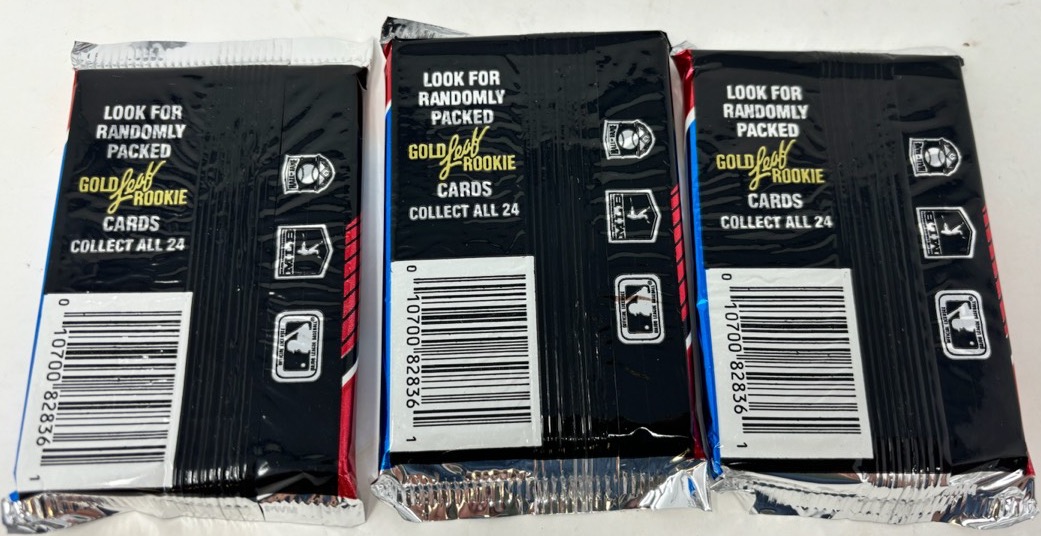 LOOK FOR
RANDOMLY
PACKED
GOLD Leaf ROOKIE
CARDS
COLLECT ALL 24
0 10700 82836 1
LOOK FOR
RANDOMLY
PACKED
GOLD Leaf ROOKIE
CARDS
COLLECT ALL 24
0 10700 82836 1
LOOK FOR
RANDOMLY
PACKED
GOLD Leaf ROOKIE
CARDS
COLLECT ALL 24
0 10700 82836 1